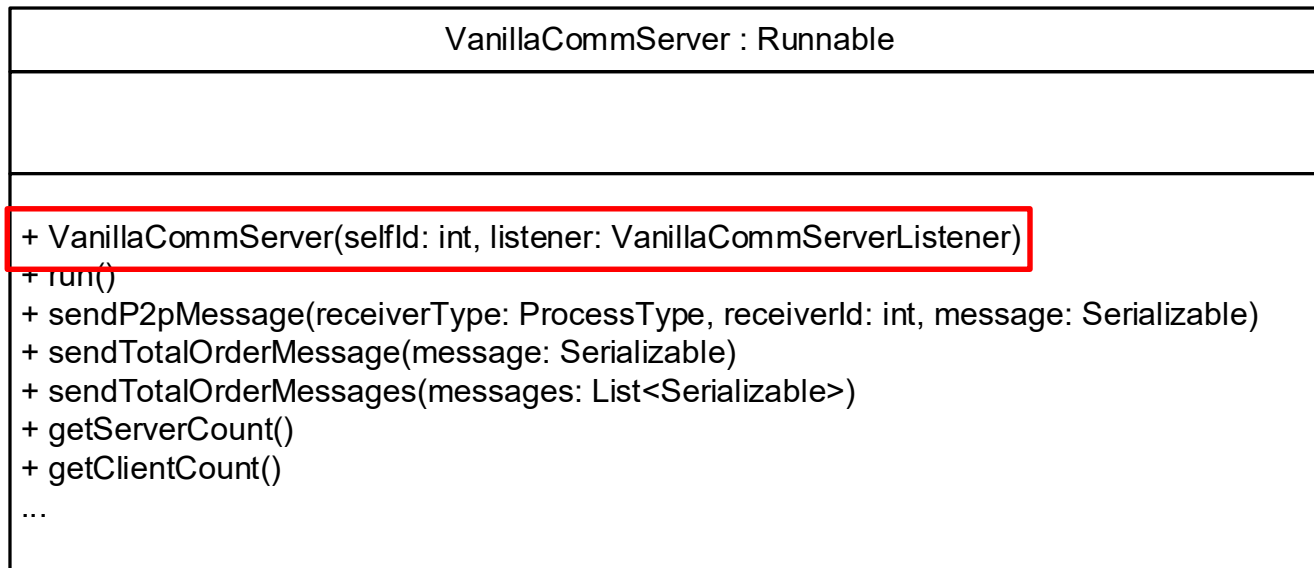 VanillaCommServer : Runnable
+ VanillaCommServer(selfId: int, listener: VanillaCommServerListener)
+ run()
+ sendP2pMessage(receiverType: ProcessType, receiverId: int, message: Serializable)
+ sendTotalOrderMessage(message: Serializable)
+ sendTotalOrderMessages(messages: List<Serializable>)
+ getServerCount()
+ getClientCount()
...